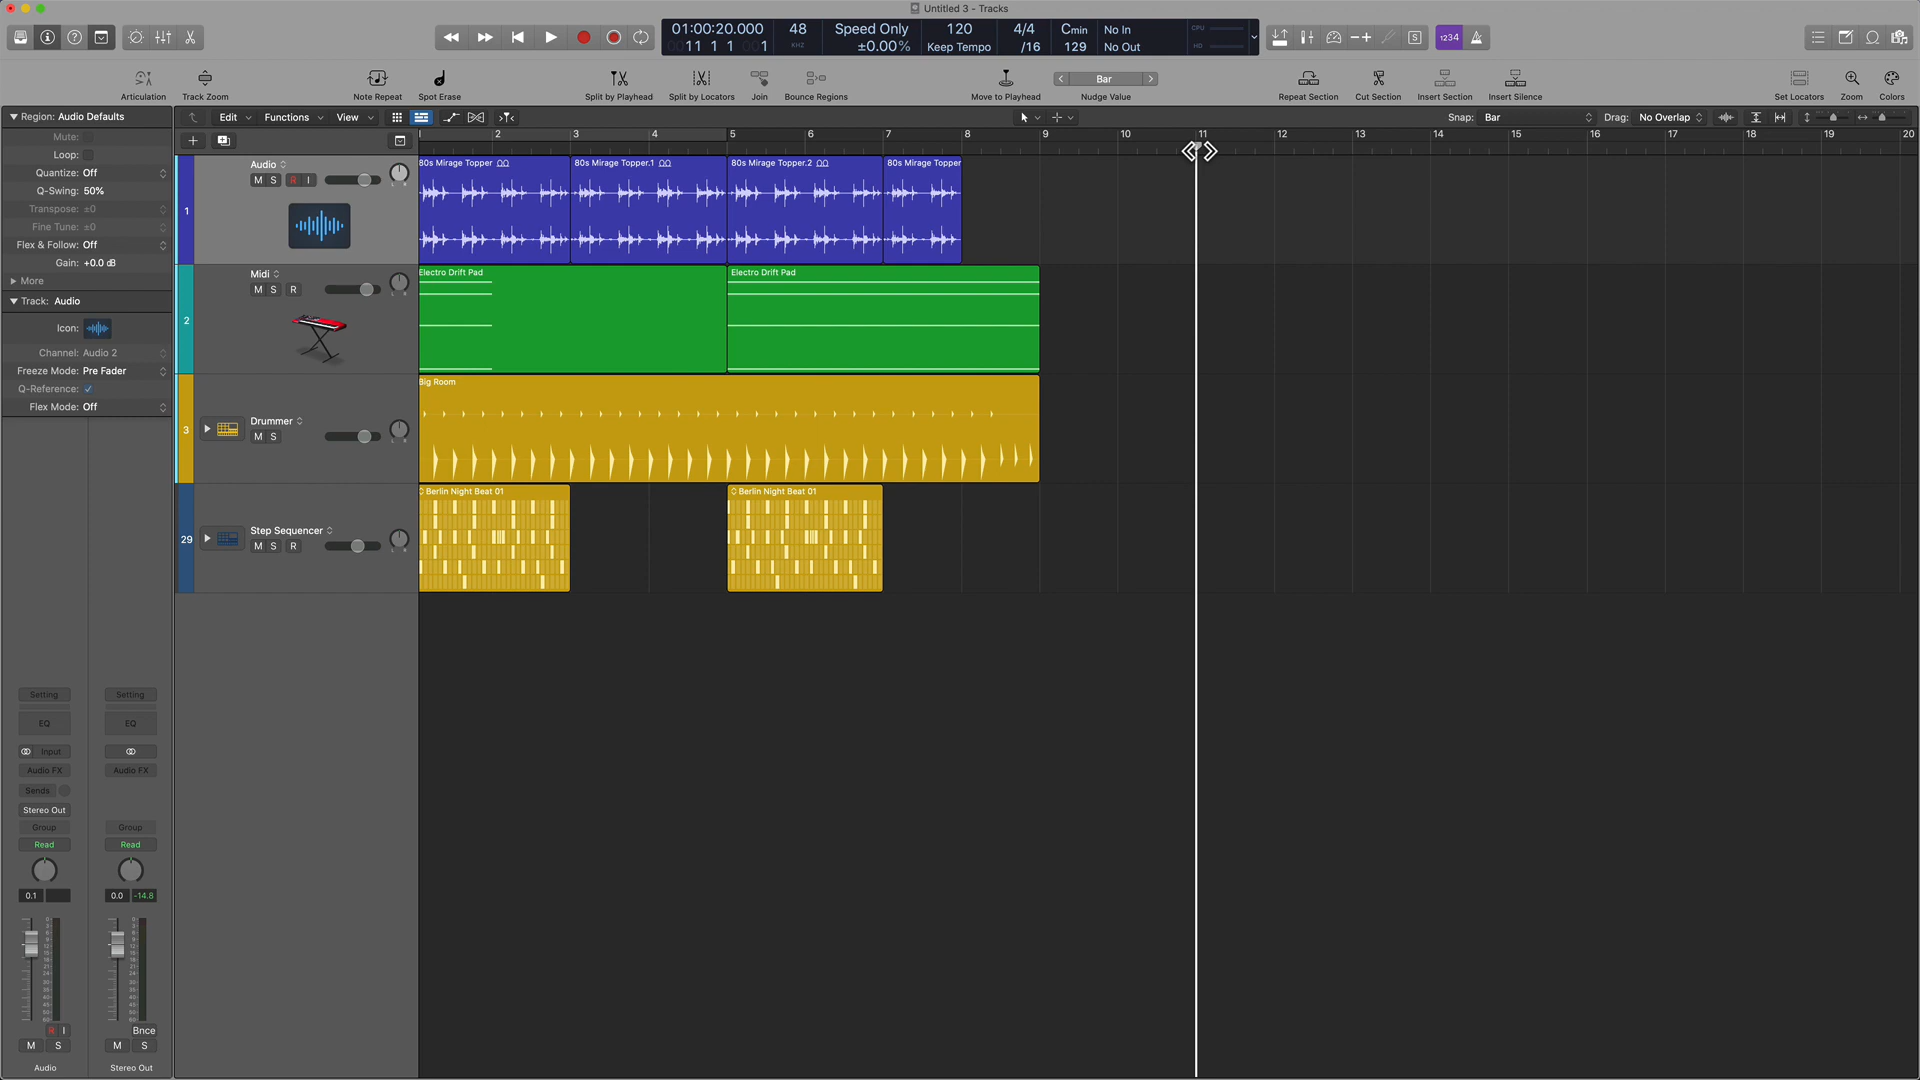 Untitled 3 - Tracks
01:00:20.000
11 1 1 1
48
KHZ
Speed Only
±0.00%
120
Keep Tempo
4/4
/16
Cmin
129
No In
No Out
CPU
HD
S
1234
Articulation
Track Zoom
Note Repeat
Spot Erase
Split by Playhead
Split by Locators
Join
Bounce Regions
Move to Playhead
Bar
Nudge Value
Repeat Section
Cut Section
Insert Section
Insert Silence
Set Locators
Zoom
Colors
Region: Audio Defaults
Edit
Functions
View
Snap: Bar
Drag: No Overlap
2 3 4 5 6 7 8 9 10 11 12 13 14 15 16 17 18 19 20
Mute:
Loop:
Quantize: Off
Q-Swing: 50%
Transpose: ±0
Fine Tune: ±0
Flex & Follow: Off
Gain: +0.0 dB
More
Track: Audio
Icon:
Channel: Audio 2
Freeze Mode: Pre Fader
Q-Reference:
Flex Mode: Off
1
Audio
M S R I
80s Mirage Topper
80s Mirage Topper.1
80s Mirage Topper.2
80s Mirage Topper
2
Midi
M S R
Electro Drift Pad
Electro Drift Pad
3
Drummer
M S
Big Room
29
Step Sequencer
M S R
Berlin Night Beat 01
Berlin Night Beat 01
Setting
Setting
EQ
EQ
Input
Audio FX
Audio FX
Sends
Stereo Out
Group
Group
Read
Read
0.1
0.0
-14.8
R I
Bnce
M S
M S
Audio
Stereo Out